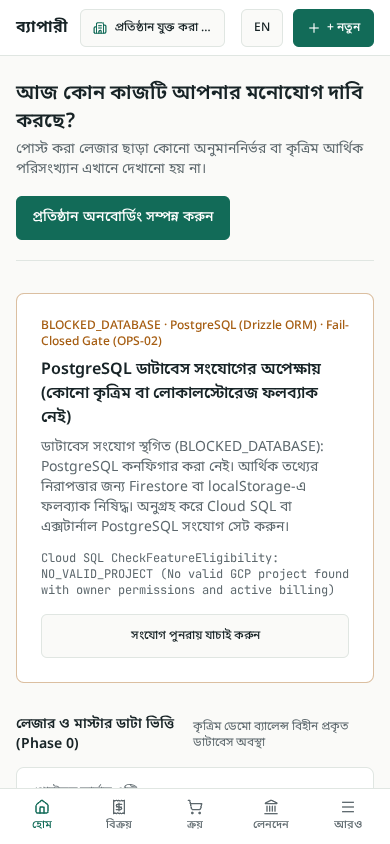 ব্যাপারী
প্রতিষ্ঠান যুক্ত করা ...
EN
+ নতুন
আজ কোন কাজটি আপনার মনোযোগ দাবি
করছে?
পোস্ট করা লেজার ছাড়া কোনো অনুমাননির্ভর বা কৃত্রিম আর্থিক
পরিসংখ্যান এখানে দেখানো হয় না।
প্রতিষ্ঠান অনবোর্ডিং সম্পন্ন করুন
BLOCKED_DATABASE · PostgreSQL (Drizzle ORM) · Fail-
Closed Gate (OPS-02)
PostgreSQL ডাটাবেস সংযোগের অপেক্ষায়
(কোনো কৃত্রিম বা লোকালস্টোরেজ ফলব্যাক
নেই)
ডাটাবেস সংযোগ স্থগিত (BLOCKED_DATABASE):
PostgreSQL কনফিগার করা নেই। আর্থিক তথ্যের
নিরাপত্তার জন্য Firestore বা localStorage-এ
ফলব্যাক নিষিদ্ধ। অনুগ্রহ করে Cloud SQL বা
এক্সটার্নাল PostgreSQL সংযোগ সেট করুন।
Cloud SQL CheckFeatureEligibility:
NO_VALID_PROJECT (No valid GCP project found
with owner permissions and active billing)
সংযোগ পুনরায় যাচাই করুন
লেজার ও মাস্টার ডাটা ভিত্তি
(Phase 0)
কৃত্রিম ডেমো ব্যালেন্স বিহীন প্রকৃত
ডাটাবেস অবস্থা
হোম
বিক্রয়
ক্রয়
লেনদেন
আরও